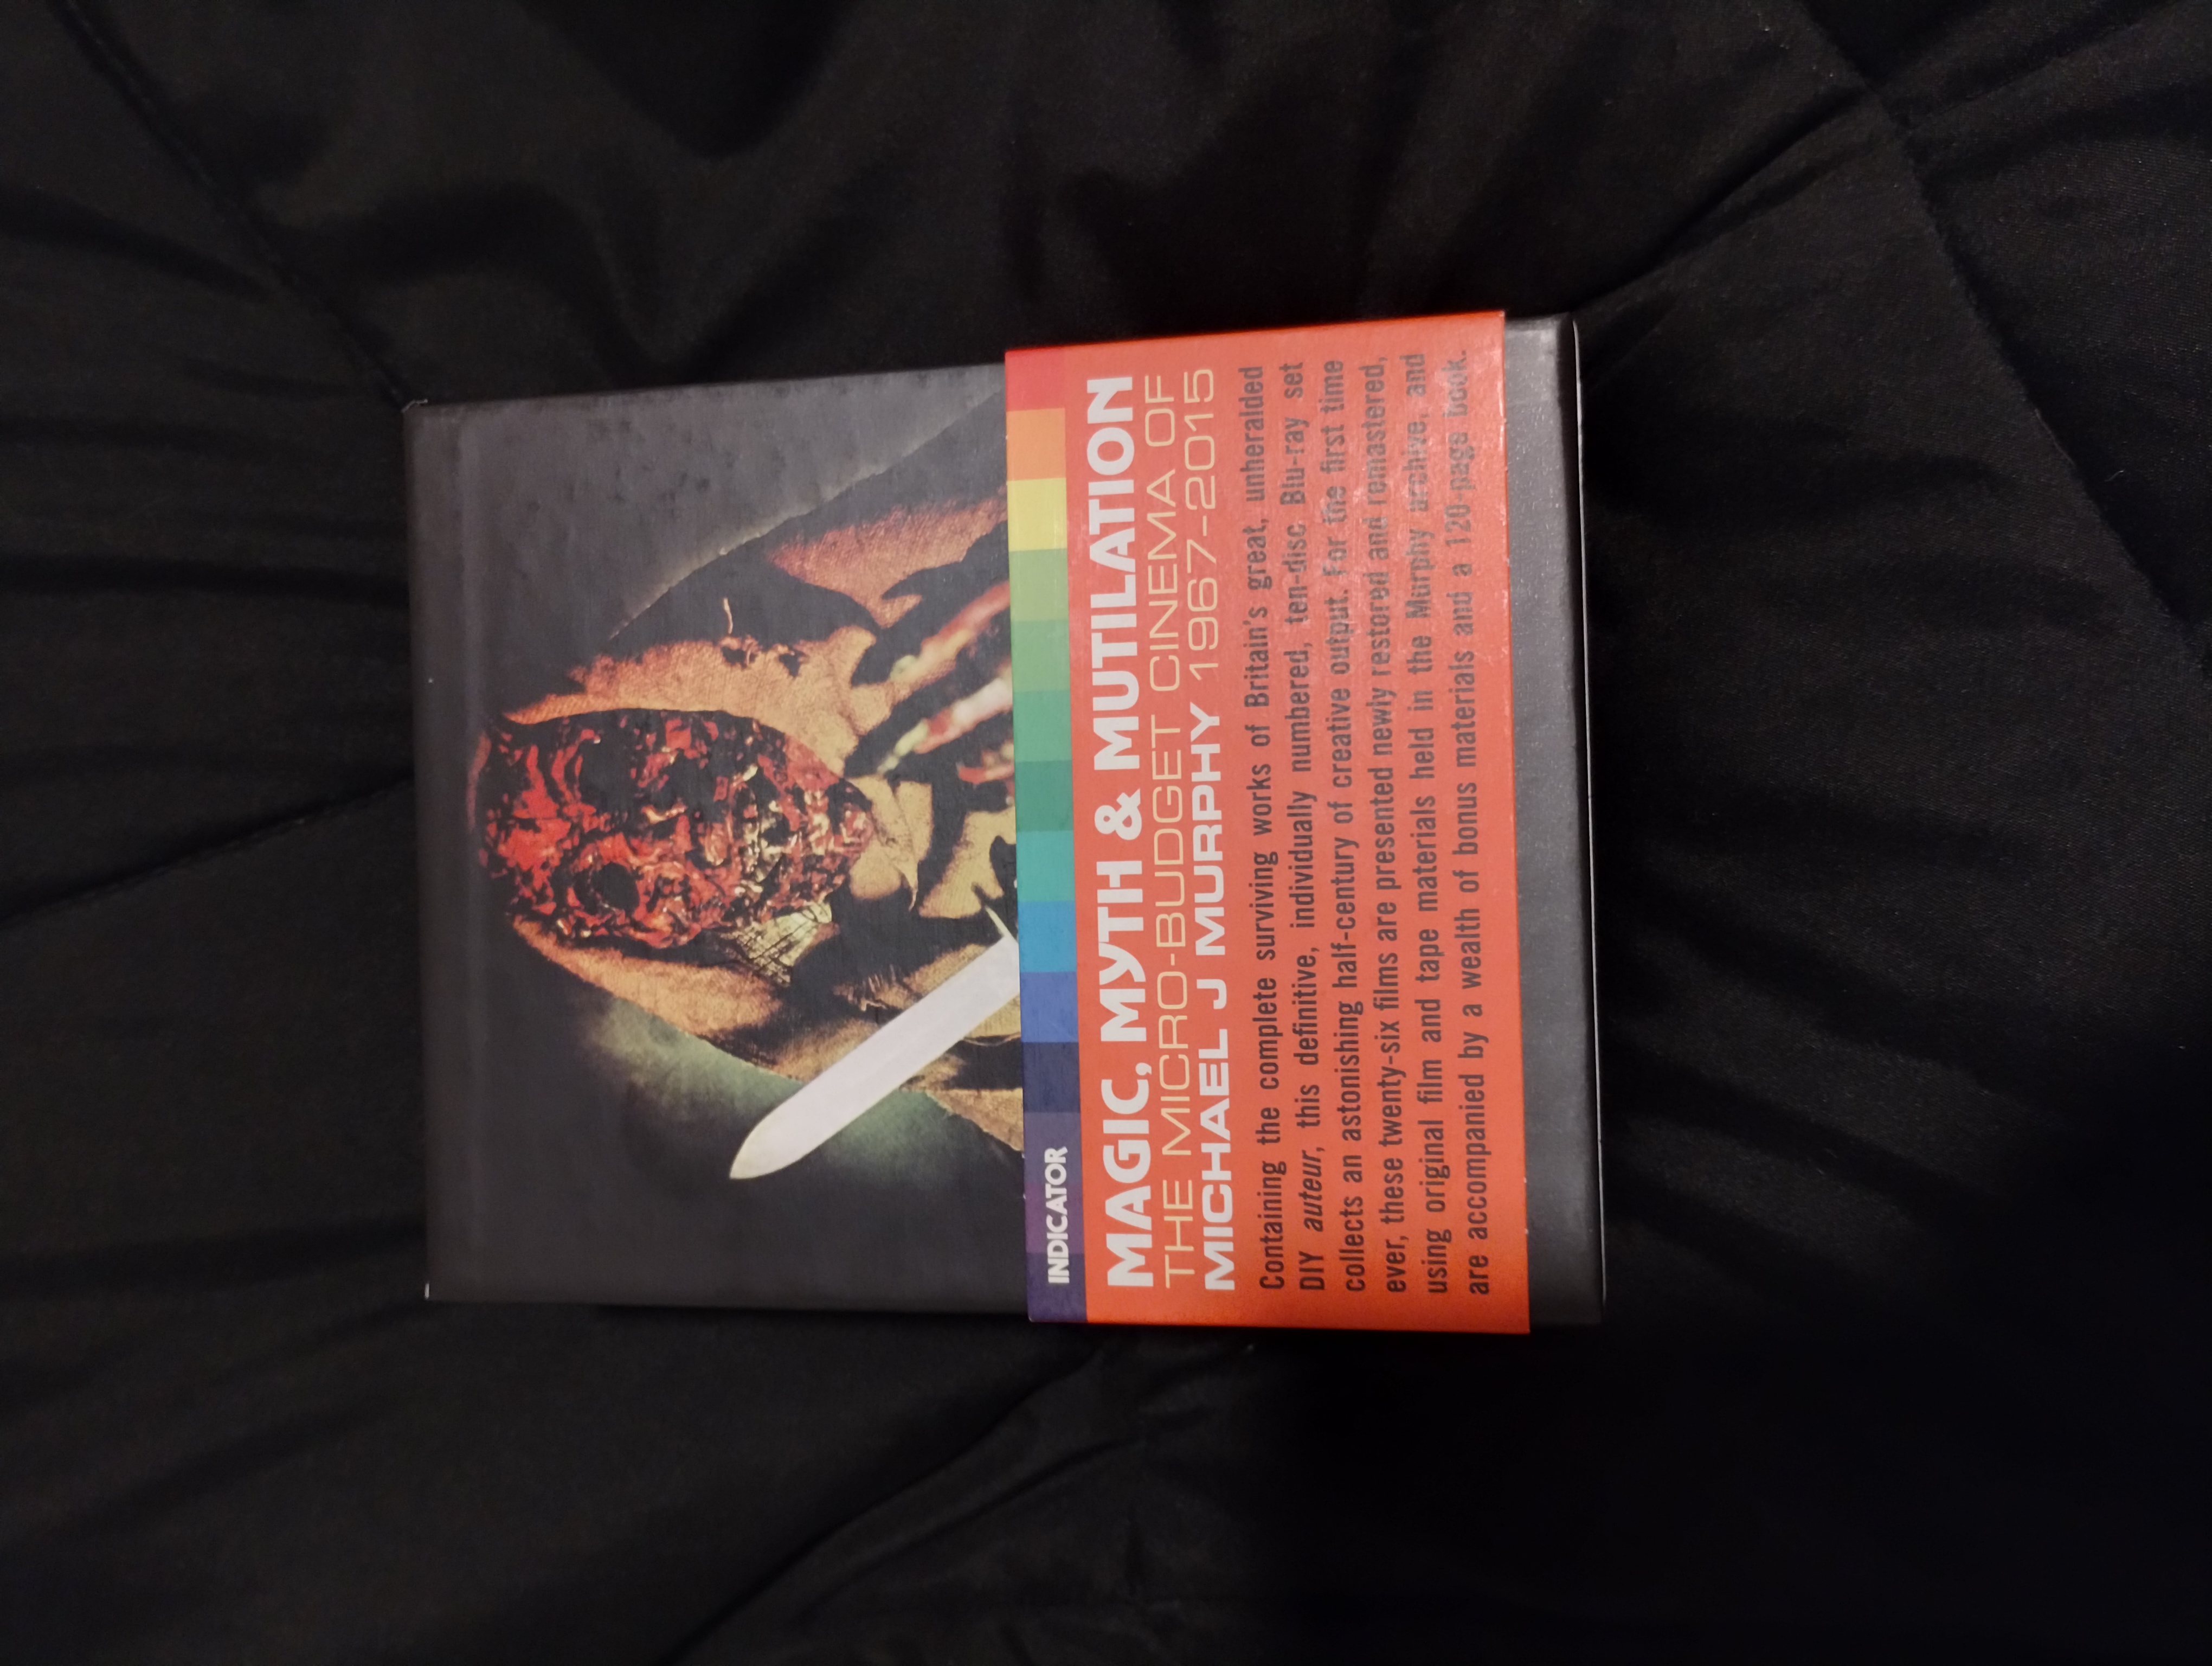 INDICATOR
MAGIC, MYTH & MUTILATION
THE MICRO-BUDGET CINEMA OF
MICHAEL J MURPHY 1967-2015
Containing the complete surviving works of Britain's great, unheralded
DIY auteur, this definitive, individually numbered, ten-disc Blu-ray set
collects an astonishing half-century of creative output. For the first time
ever, these twenty-six films are presented newly restored and remastered,
using original film and tape materials held in the Murphy archive, and
are accompanied by a wealth of bonus materials and a 120-page book.